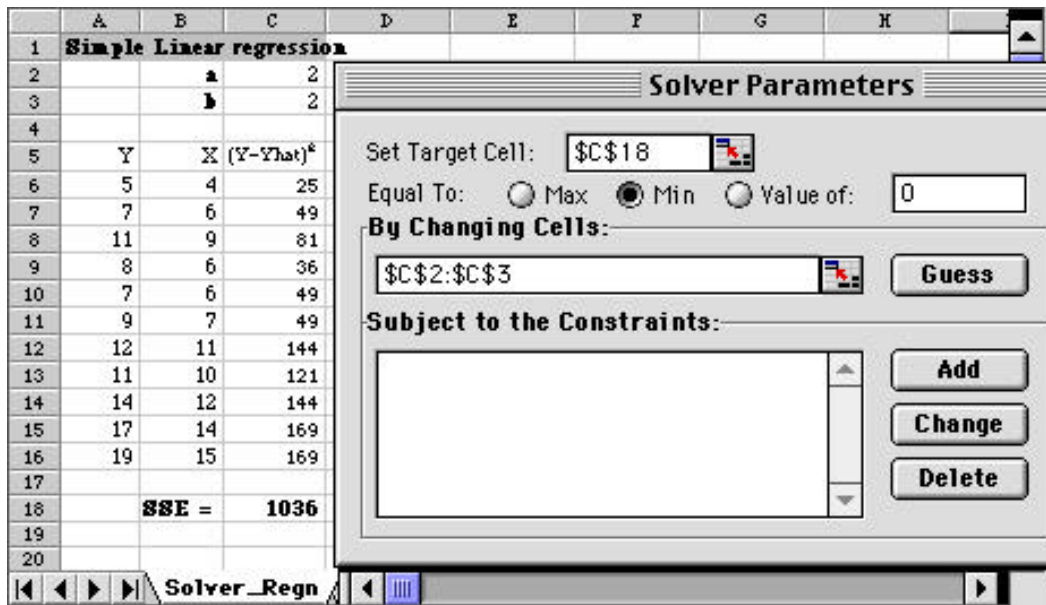 A B C D E F G H
1 Simple Linear regression
2 a 2
3 b 2
4
5 Y X (Y-Yhat)²
6 5 4 25
7 7 6 49
8 11 9 81
9 8 6 36
10 7 6 49
11 9 7 49
12 12 11 144
13 11 10 121
14 14 12 144
15 17 14 169
16 19 15 169
17
18 SSE = 1036
19
20
Solver_Regn
Solver Parameters
Set Target Cell: $C$18
Equal To: Max Min Value of: 0
By Changing Cells:
$C$2:$C$3 Guess
Subject to the Constraints:
Add
Change
Delete